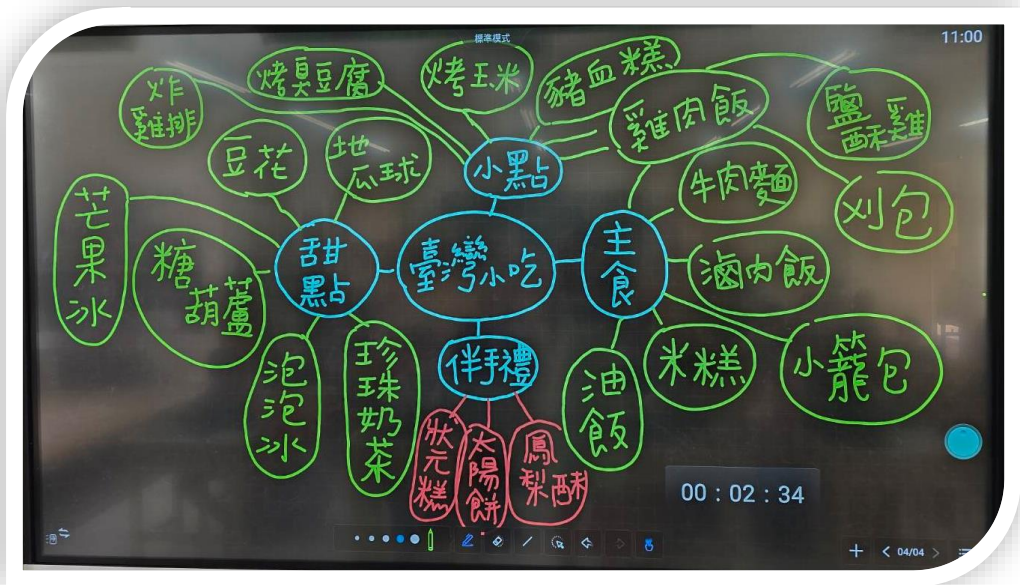 標準模式
11:00
烤臭豆腐
烤玉米
豬血糕
炸
雞排
雞肉飯
鹽
酥雞
豆花
地
瓜球
小點
牛肉麵
刈包
芒
果
冰
糖
葫蘆
甜
點
臺灣小吃
主
食
滷肉飯
泡
泡
冰
珍
珠
奶
茶
伴手禮
油
飯
米糕
小籠包
狀
元
糕
太
陽
餅
鳳
梨酥
00 : 02 : 34
04/04